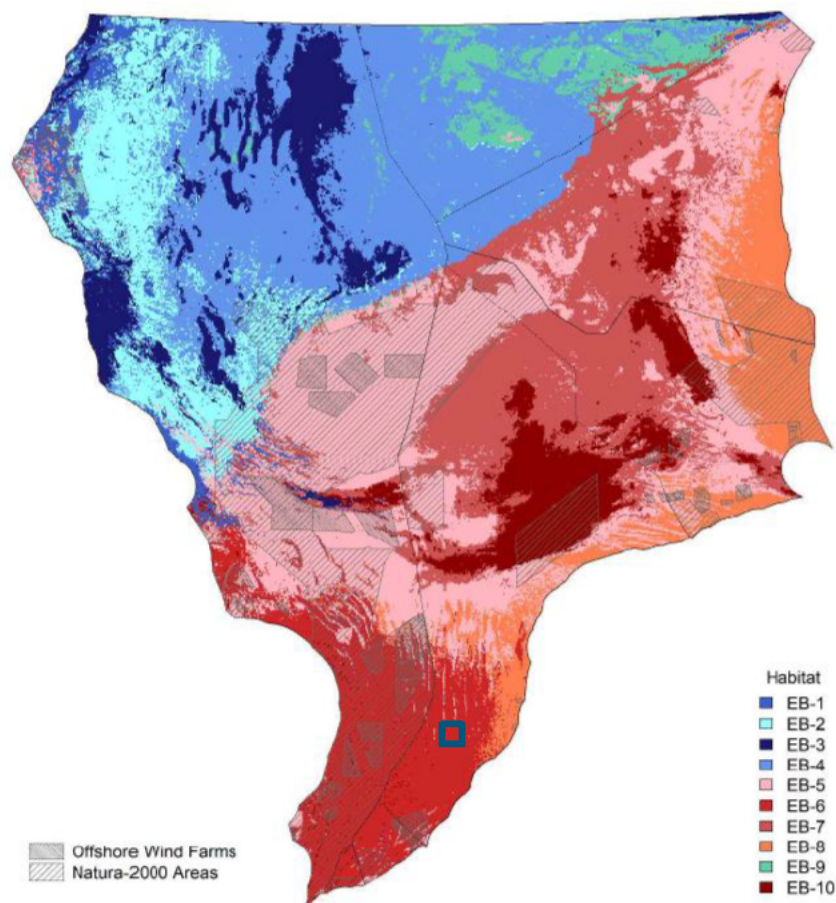 Habitat
EB-1
EB-2
EB-3
EB-4
EB-5
EB-6
EB-7
EB-8
EB-9
EB-10
Offshore Wind Farms
Natura-2000 Areas